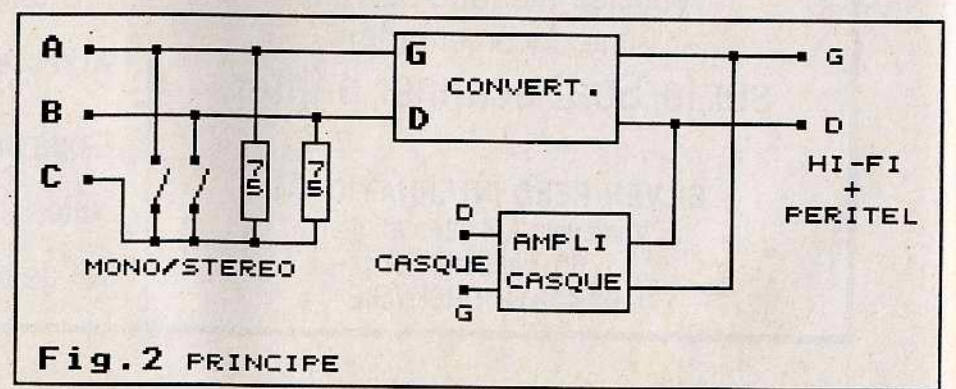 A
B
C
G
D
CONVERT.
75
75
G
D
HI-FI
+
PERITEL
MONO/STEREO
D
CASQUE
G
AMPLI
CASQUE
Fig.2 PRINCIPE